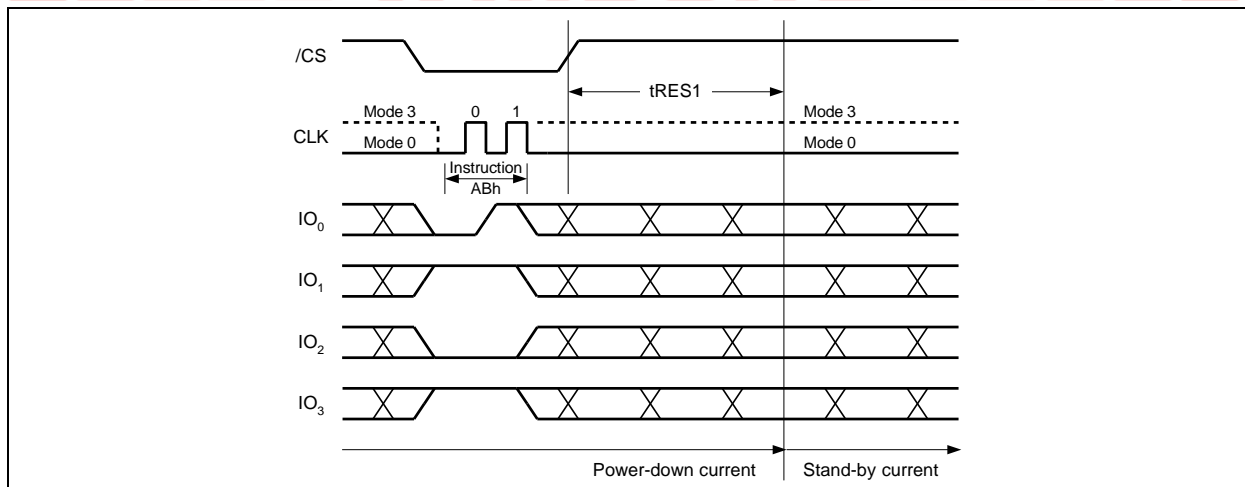 /CS
tRES1
Mode 3 0 1 Mode 3
CLK
Mode 0 Mode 0
Instruction
ABh
IO0
IO1
IO2
IO3
Power-down current Stand-by current